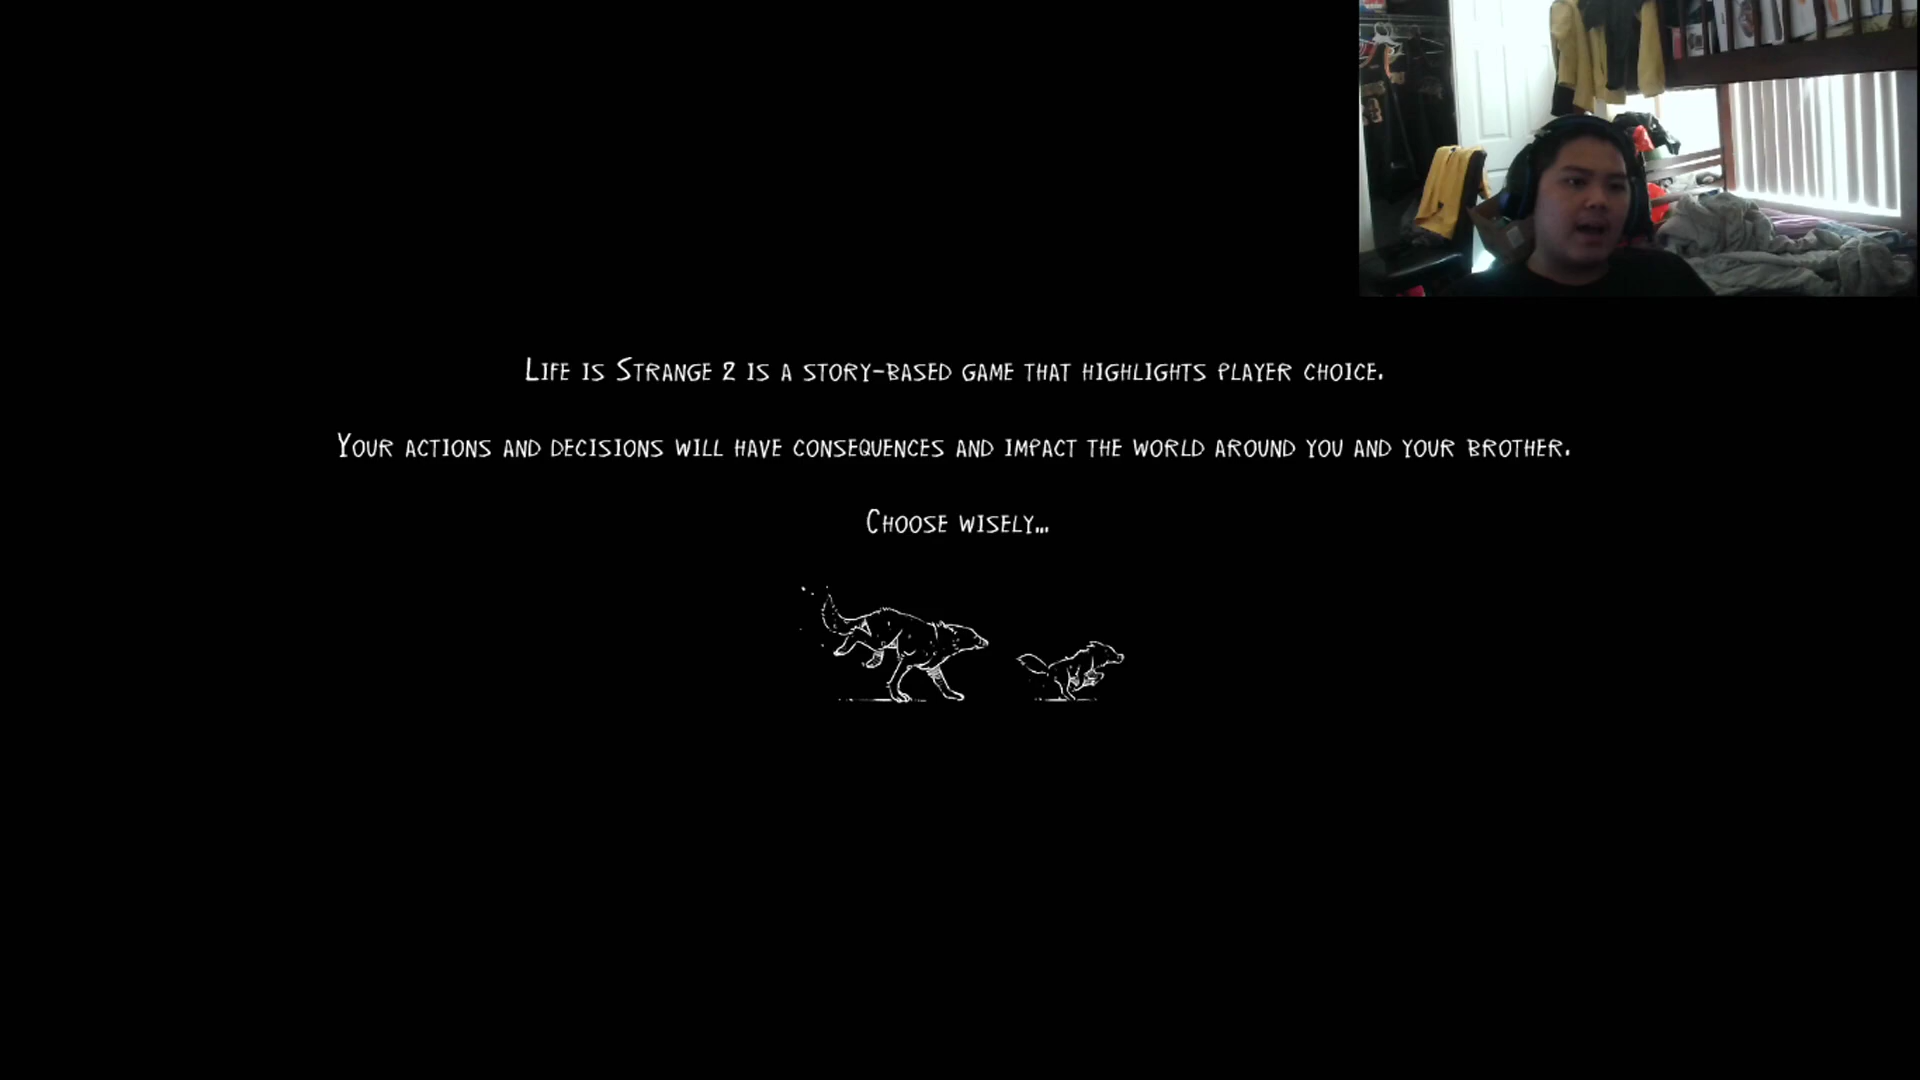 Life is Strange 2 is a story-based game that highlights player choice.
Your actions and decisions will have consequences and impact the world around you and your brother.
Choose wisely...